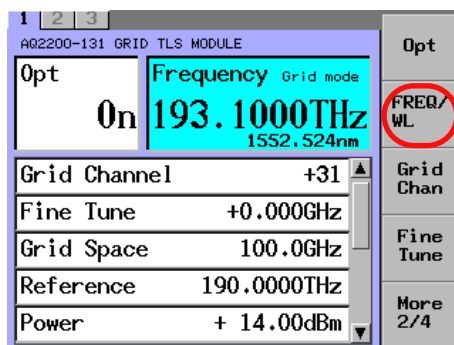 1 2 3
AQ2200-131 GRID TLS MODULE
Opt
On
Frequency Grid mode
193.1000THz
1552.524nm
Grid Channel +31
Fine Tune +0.000GHz
Grid Space 100.0GHz
Reference 190.0000THz
Power + 14.00dBm
Opt
FREQ/
WL
Grid
Chan
Fine
Tune
More
2/4